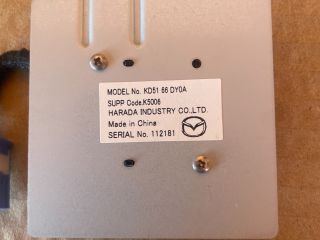 MODEL No. KD51 66 DY0A
SUPP Code.K5006
HARADA INDUSTRY CO.,LTD.
Made in China
SERIAL No. 112181